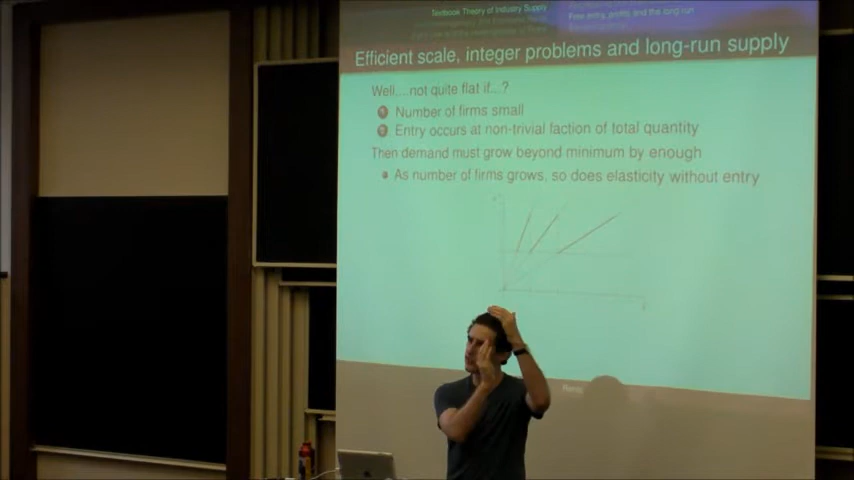 Textbook Theory of Industry Supply
Free entry, profits and the long run
Efficient scale, integer problems and long-run supply
Well....not quite flat if...?
1 Number of firms small
2 Entry occurs at non-trivial faction of total quantity
Then demand must grow beyond minimum by enough
As number of firms grows, so does elasticity without entry